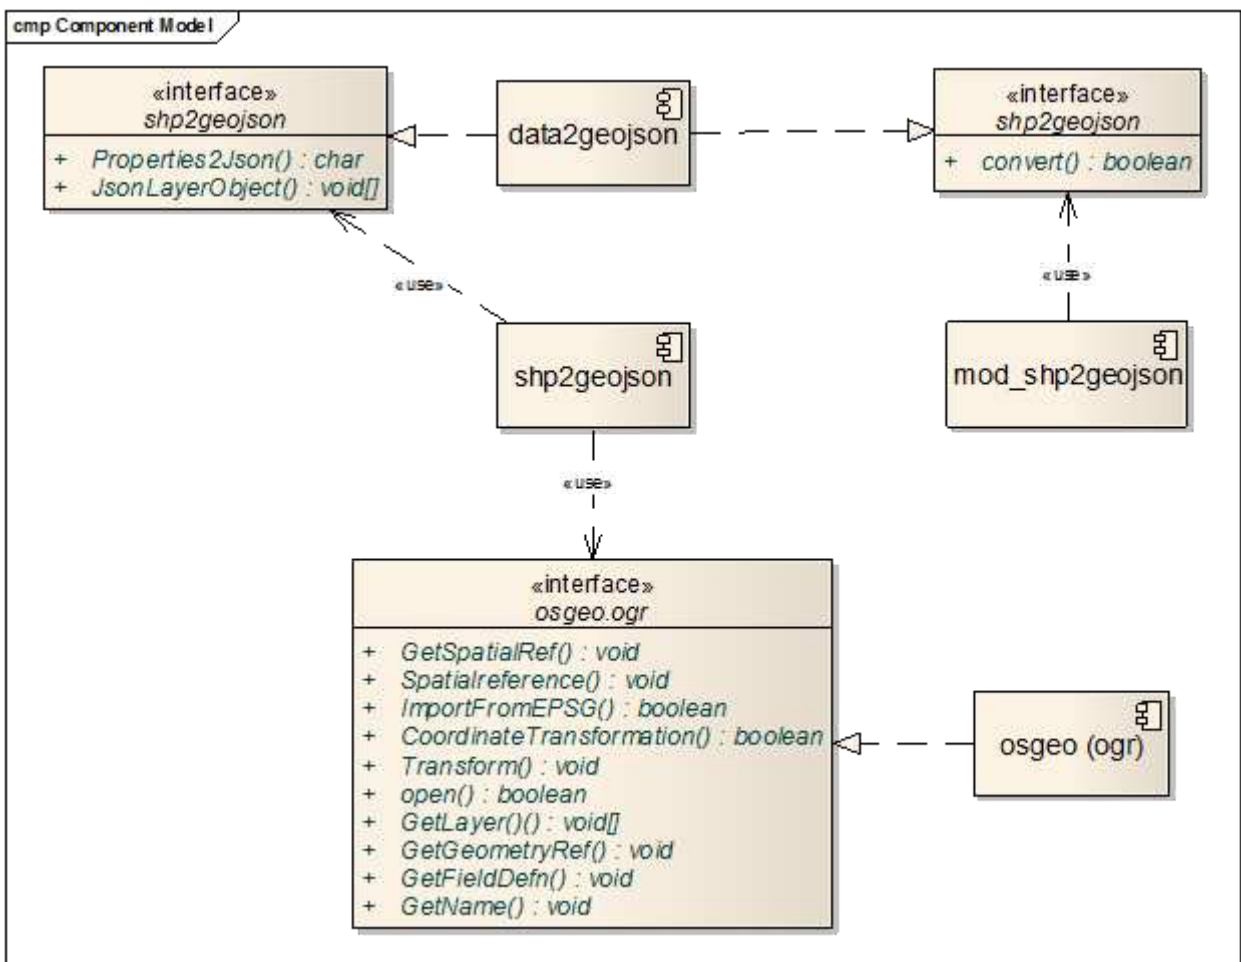 cmp Component Model
«interface»
shp2geojson
+ Properties2Json() : char
+ JsonLayerObject() : void[]
data2geojson
«interface»
shp2geojson
+ convert() : boolean
«use»
«use»
shp2geojson
mod_shp2geojson
«use»
«interface»
osgeo.ogr
+ GetSpatialRef() : void
+ Spatialreference() : void
+ ImportFromEPSG() : boolean
+ CoordinateTransformation() : boolean
+ Transform() : void
+ open() : boolean
+ GetLayer()() : void[]
+ GetGeometryRef() : void
+ GetFieldDefn() : void
+ GetName() : void
osgeo (ogr)